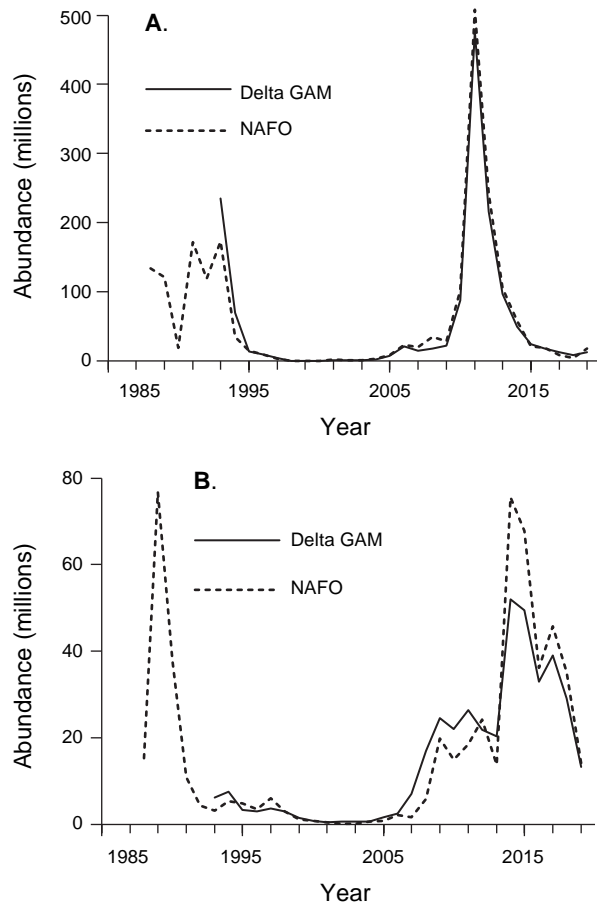 A.
500
400
300
200
100
0
Abundance (millions)
Delta GAM
NAFO
1985
1995
2005
2015
Year
B.
80
60
40
20
0
Abundance (millions)
Delta GAM
NAFO
1985
1995
2005
2015
Year